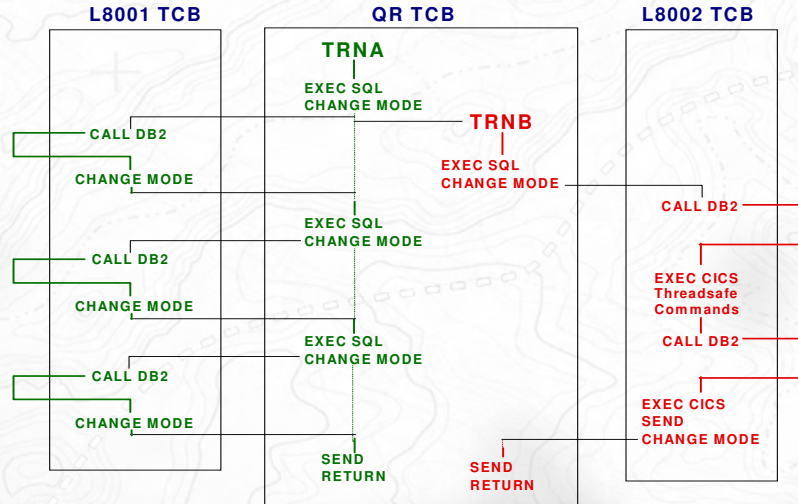 L8001 TCB
QR TCB
L8002 TCB
TRNA
EXEC SQL
CHANGE MODE
TRNB
CALL DB2
EXEC SQL
CHANGE MODE
CHANGE MODE
CALL DB2
EXEC SQL
CHANGE MODE
CALL DB2
EXEC CICS
Threadsafe
Commands
CHANGE MODE
EXEC SQL
CHANGE MODE
CALL DB2
CALL DB2
EXEC CICS
SEND
CHANGE MODE
CHANGE MODE
SEND
RETURN
SEND
RETURN